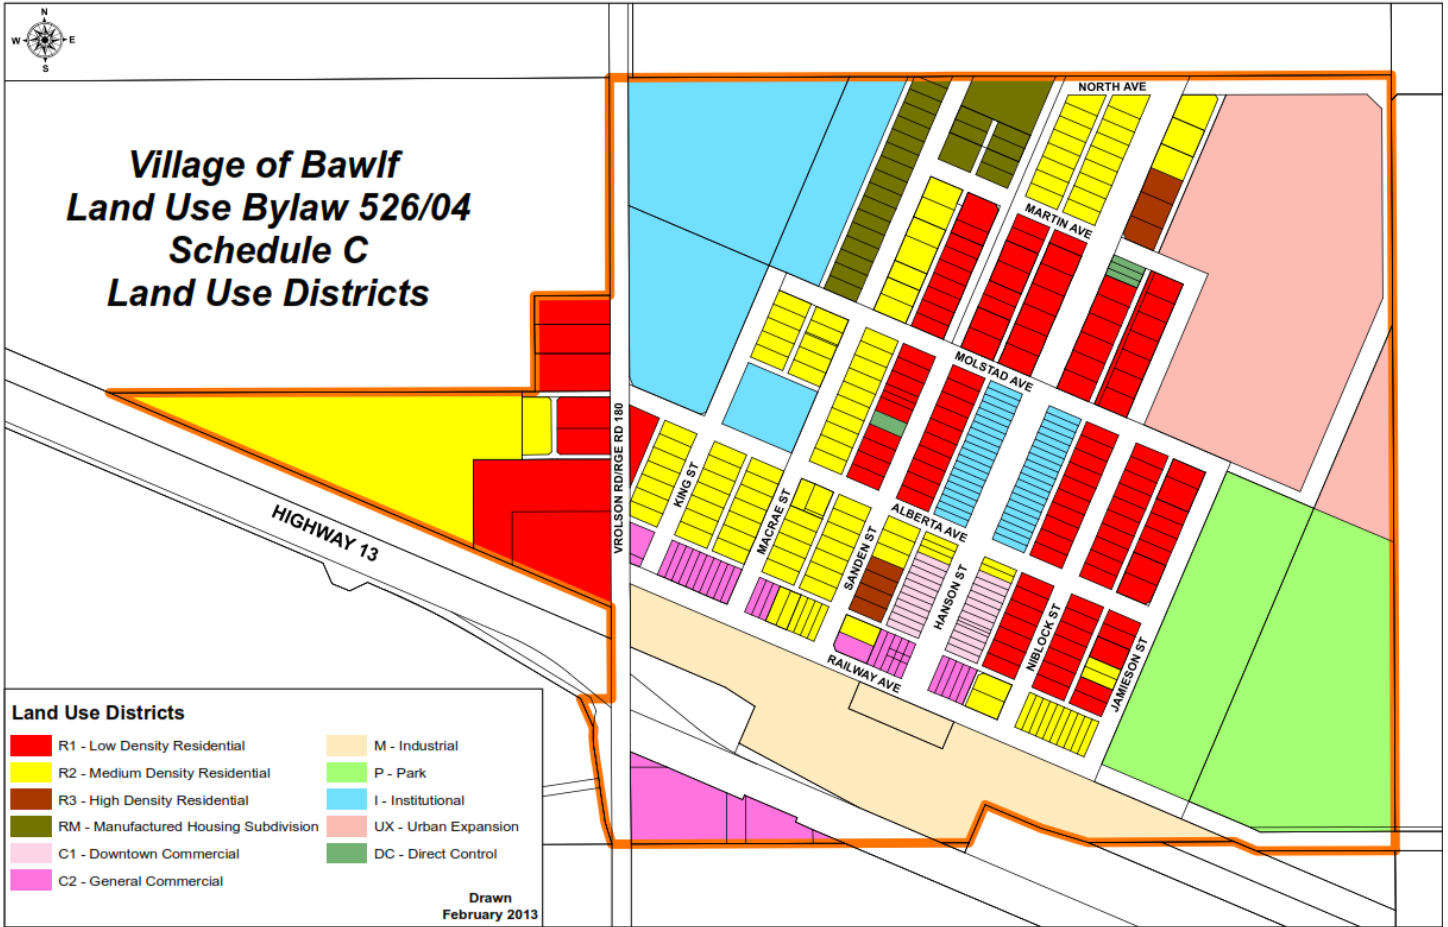 N
W E
S
Village of Bawlf
Land Use Bylaw 526/04
Schedule C
Land Use Districts
NORTH AVE
MARTIN AVE
MOLSTAD AVE
VROLSON RD/RGE RD 180
KING ST
MACRAE ST
ALBERTA AVE
SANDEN ST
HANSON ST
NIBLOCK ST
JAMIESON ST
RAILWAY AVE
HIGHWAY 13
Land Use Districts
R1 - Low Density Residential
R2 - Medium Density Residential
R3 - High Density Residential
RM - Manufactured Housing Subdivision
C1 - Downtown Commercial
C2 - General Commercial
M - Industrial
P - Park
I - Institutional
UX - Urban Expansion
DC - Direct Control
Drawn
February 2013